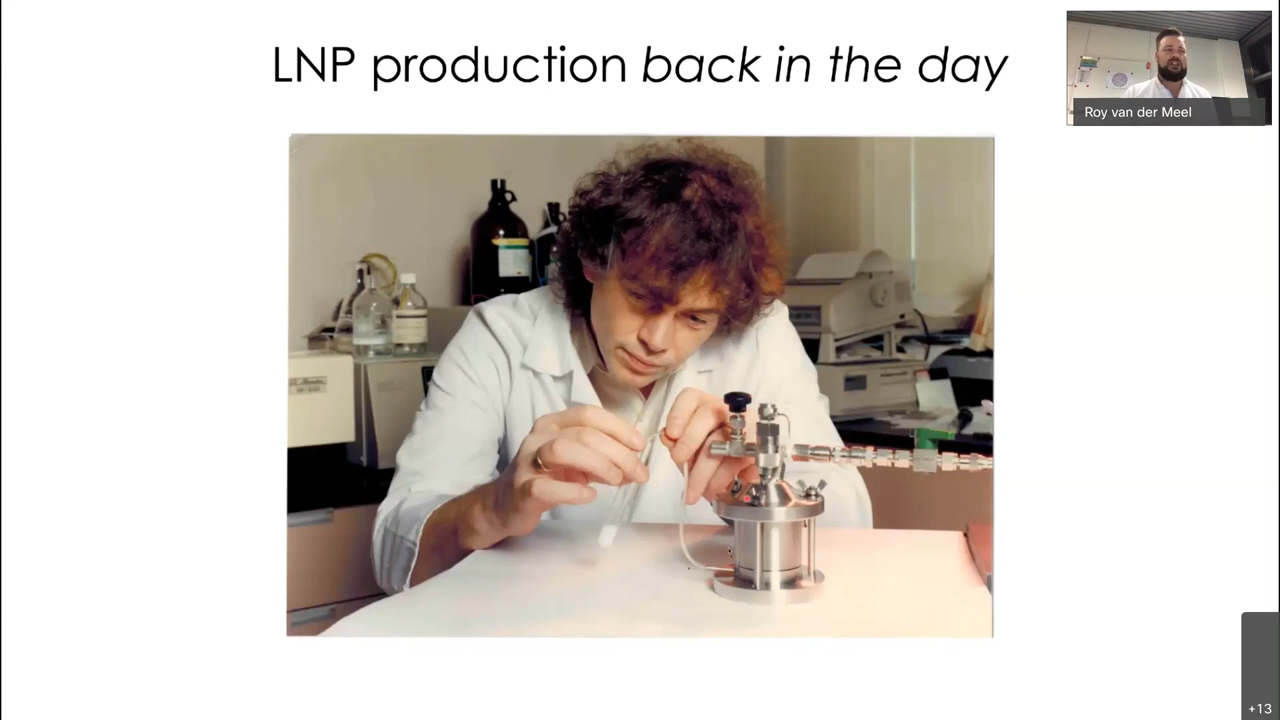 LNP production back in the day
Roy van der Meel
+13